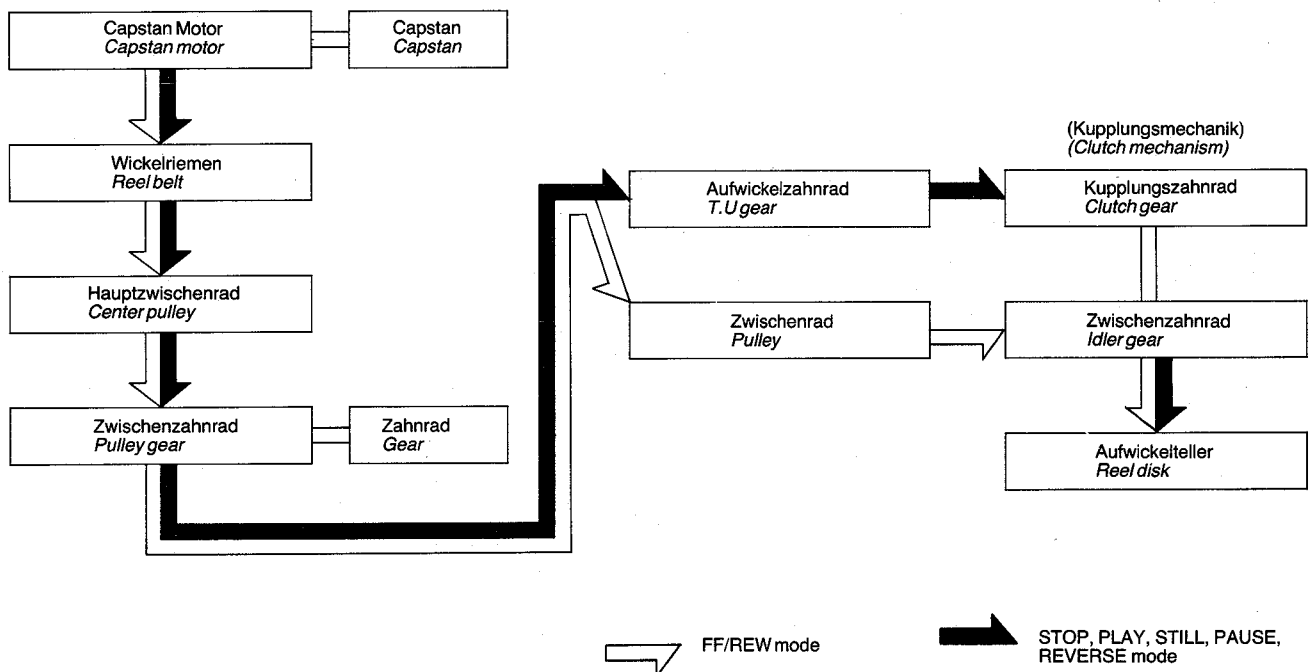 Capstan Motor
Capstan motor
Capstan
Capstan
Wickelriemen
Reel belt
Hauptzwischenrad
Center pulley
Zwischenzahnrad
Pulley gear
Zahnrad
Gear
Aufwickelzahnrad
T.U gear
Zwischenrad
Pulley
(Kupplungsmechanik)
(Clutch mechanism)
Kupplungszahnrad
Clutch gear
Zwischenzahnrad
Idler gear
Aufwickelteller
Reel disk
FF/REW mode
STOP, PLAY, STILL, PAUSE,
REVERSE mode